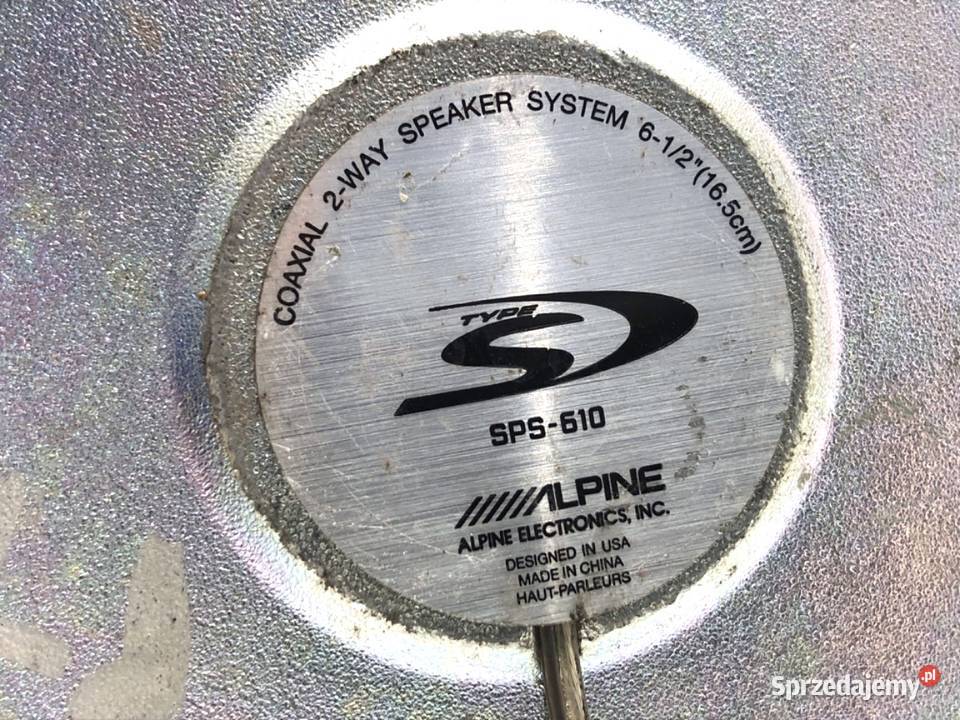 COAXIAL 2-WAY SPEAKER SYSTEM 6-1/2"(16.5cm)
TYPE
S
SPS-610
ALPINE
ALPINE ELECTRONICS, INC.
DESIGNED IN USA
MADE IN CHINA
HAUT-PARLEURS
Sprzedajemy.pl